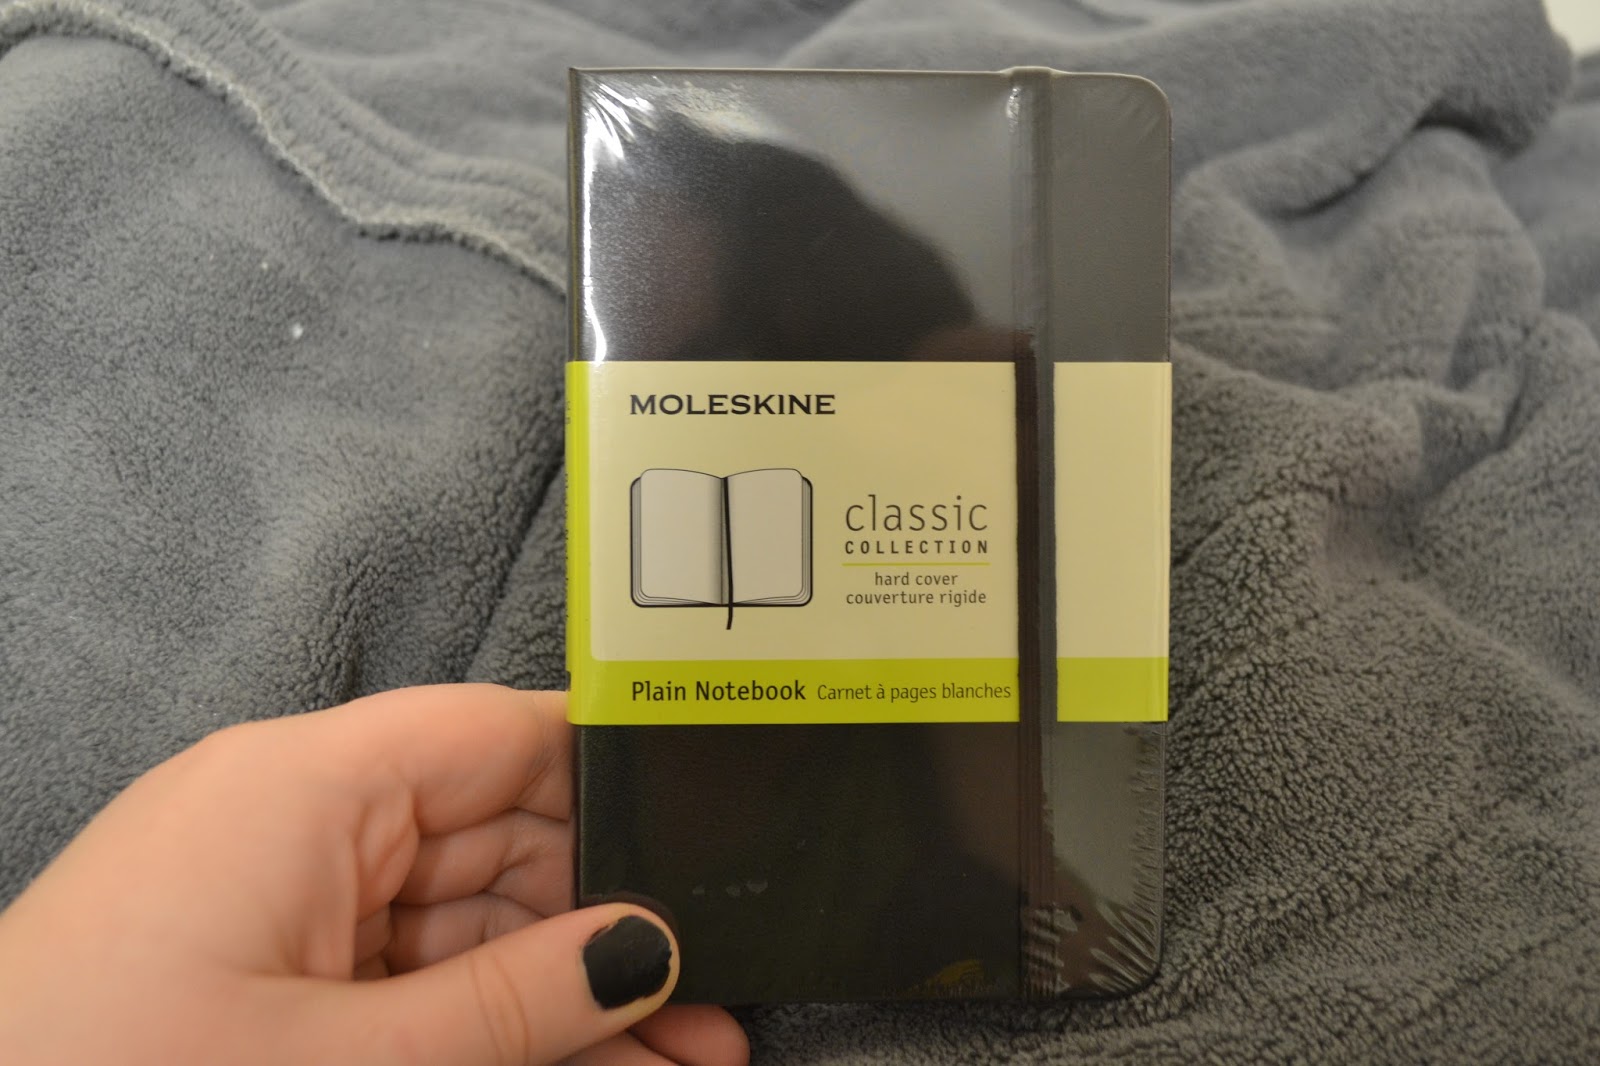 MOLESKINE
classic
COLLECTION
hard cover
couverture rigide
Plain Notebook Carnet à pages blanches